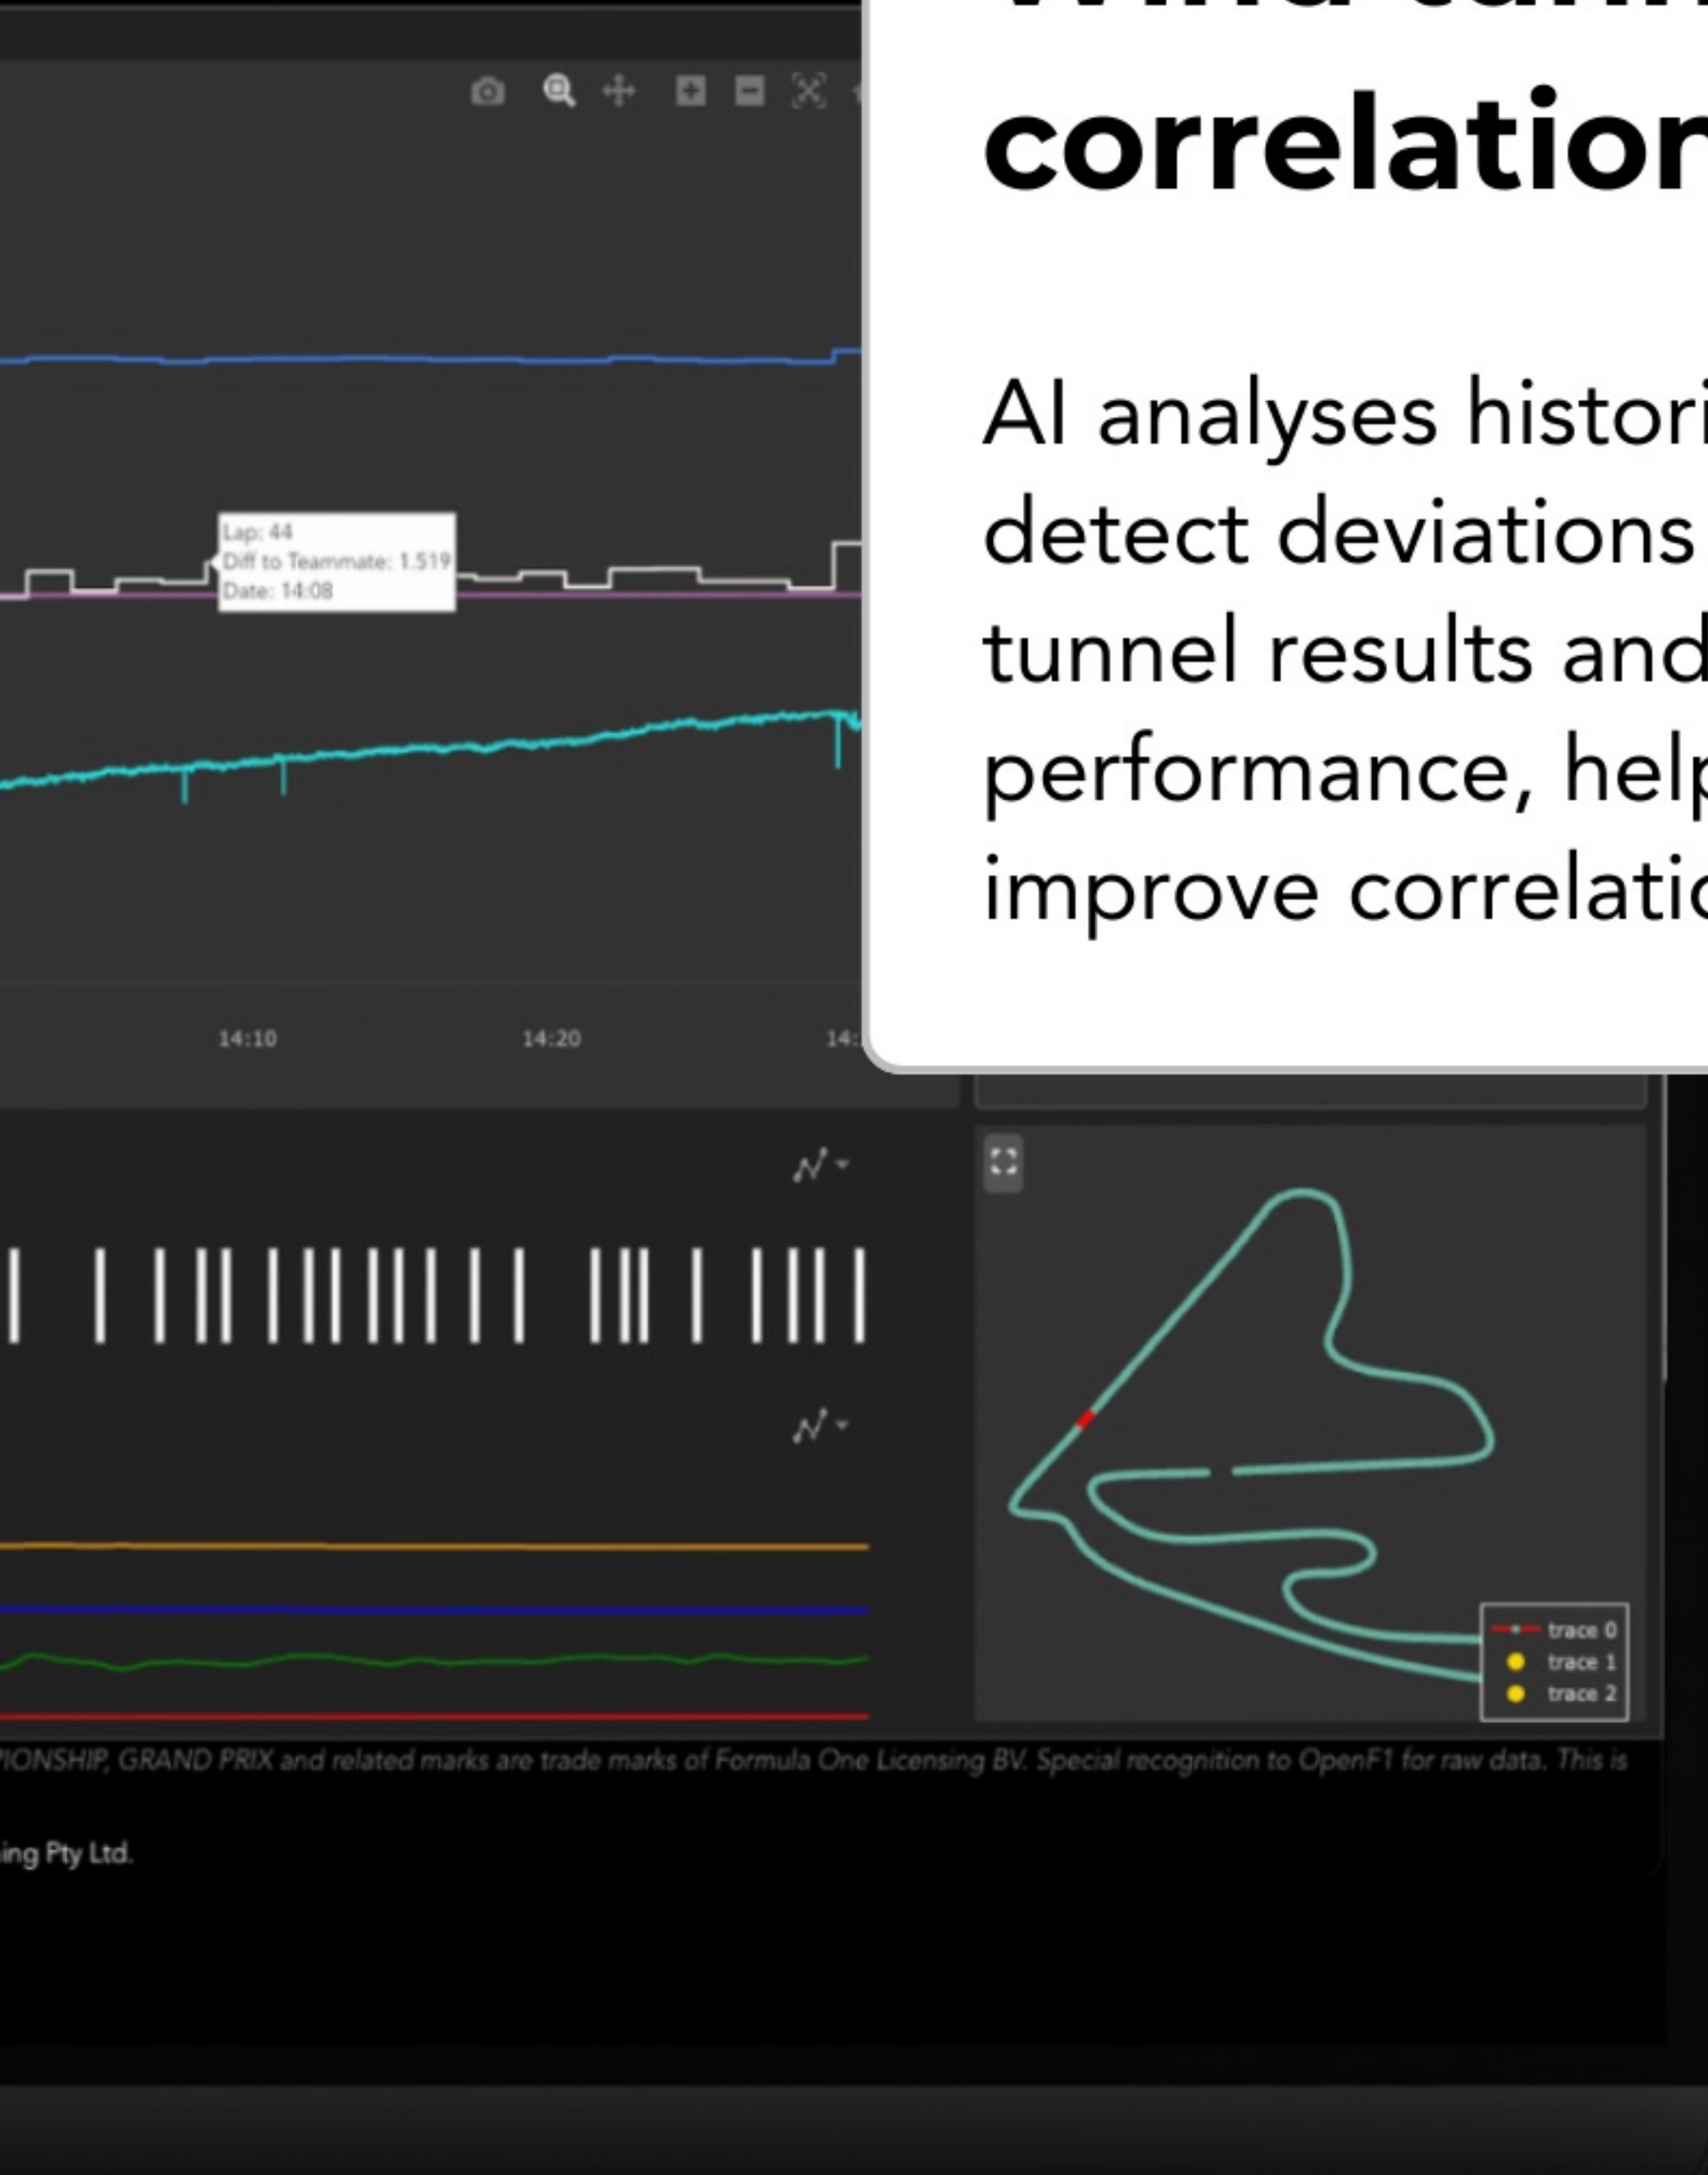 correlation
AI analyses histori
detect deviations
tunnel results and
performance, help
improve correlatio
Lap: 44
Diff to Teammate: 1.519
Date: 14:08
14:10
14:20
14:
trace 0
trace 1
trace 2
PIONSHIP, GRAND PRIX and related marks are trade marks of Formula One Licensing BV. Special recognition to OpenF1 for raw data. This is
ing Pty Ltd.